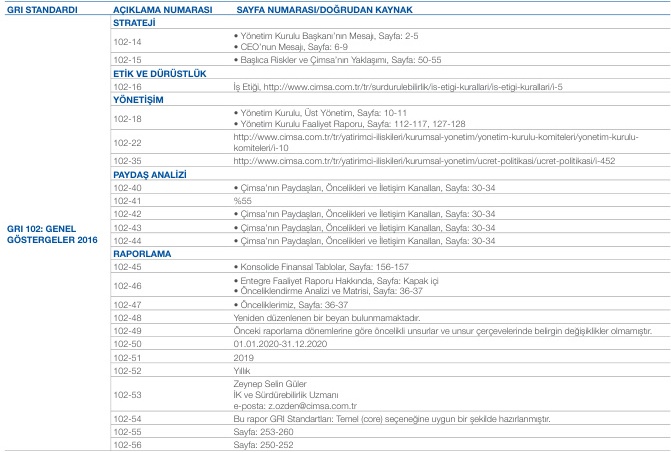 GRI STANDARDI AÇIKLAMA NUMARASI SAYFA NUMARASI/DOĞRUDAN KAYNAK
GRI 102: GENEL
GÖSTERGELER 2016
STRATEJİ
102-14
• Yönetim Kurulu Başkanı'nın Mesajı, Sayfa: 2-5
• CEO'nun Mesajı, Sayfa: 6-9
102-15 • Başlıca Riskler ve Çimsa'nın Yaklaşımı, Sayfa: 50-55
ETİK VE DÜRÜSTLÜK
102-16 İş Etiği, http://www.cimsa.com.tr/tr/surdurulebilirlik/is-etigi-kurallari/is-etigi-kurallari/i-5
YÖNETİŞİM
102-18
• Yönetim Kurulu, Üst Yönetim, Sayfa: 10-11
• Yönetim Kurulu Faaliyet Raporu, Sayfa: 112-117, 127-128
102-22
http://www.cimsa.com.tr/tr/yatirimci-iliskileri/kurumsal-yonetim/yonetim-kurulu-komiteleri/yonetim-kurulu-
komiteleri/i-10
102-35 http://www.cimsa.com.tr/tr/yatirimci-iliskileri/kurumsal-yonetim/ucret-politikasi/ucret-politikasi/i-452
PAYDAŞ ANALİZİ
102-40 • Çimsa'nın Paydaşları, Öncelikleri ve İletişim Kanalları, Sayfa: 30-34
102-41 %55
102-42 • Çimsa'nın Paydaşları, Öncelikleri ve İletişim Kanalları, Sayfa: 30-34
102-43 • Çimsa'nın Paydaşları, Öncelikleri ve İletişim Kanalları, Sayfa: 30-34
102-44 • Çimsa'nın Paydaşları, Öncelikleri ve İletişim Kanalları, Sayfa: 30-34
RAPORLAMA
102-45 • Konsolide Finansal Tablolar, Sayfa: 156-157
102-46
• Entegre Faaliyet Raporu Hakkında, Sayfa: Kapak içi
• Önceliklendirme Analizi ve Matrisi, Sayfa: 36-37
102-47 • Önceliklerimiz, Sayfa: 36-37
102-48 Yeniden düzenlenen bir beyan bulunmamaktadır.
102-49 Önceki raporlama dönemlerine göre öncelikli unsurlar ve unsur çerçevelerinde belirgin değişiklikler olmamıştır.
102-50 01.01.2020-31.12.2020
102-51 2019
102-52 Yıllık
102-53
Zeynep Selin Güler
İK ve Sürdürebilirlik Uzmanı
e-posta: z.ozden@cimsa.com.tr
102-54 Bu rapor GRI Standartları: Temel (core) seçeneğine uygun bir şekilde hazırlanmıştır.
102-55 Sayfa: 253-260
102-56 Sayfa: 250-252